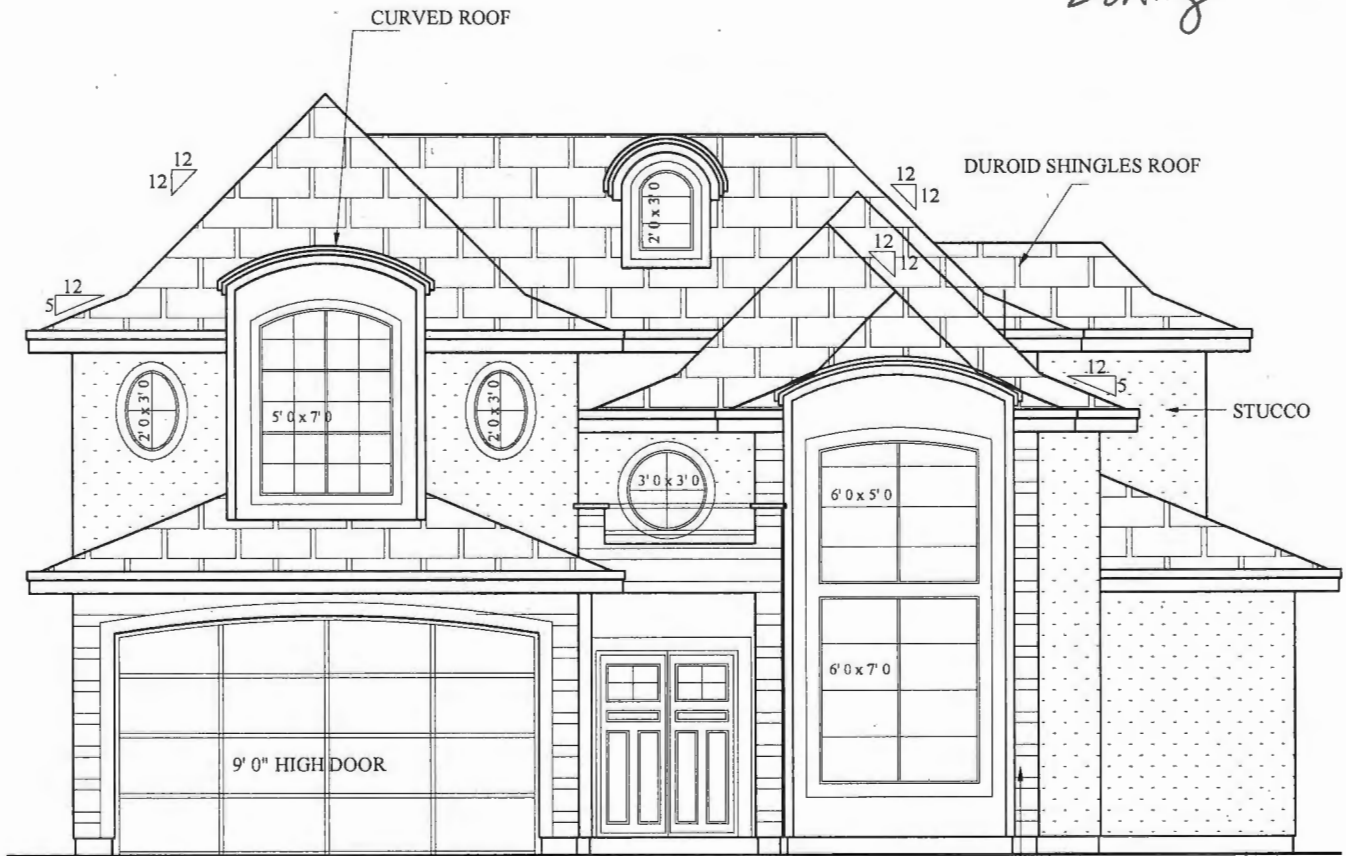 CURVED ROOF
12
12
12
12
DUROID SHINGLES ROOF
2' 0 x 3' 0
12
12
12
5
12
5
STUCCO
2' 0 x 3' 0
5' 0 x 7' 0
2' 0 x 3' 0
3' 0 x 3' 0
6' 0 x 5' 0
6' 0 x 7' 0
9' 0" HIGH DOOR